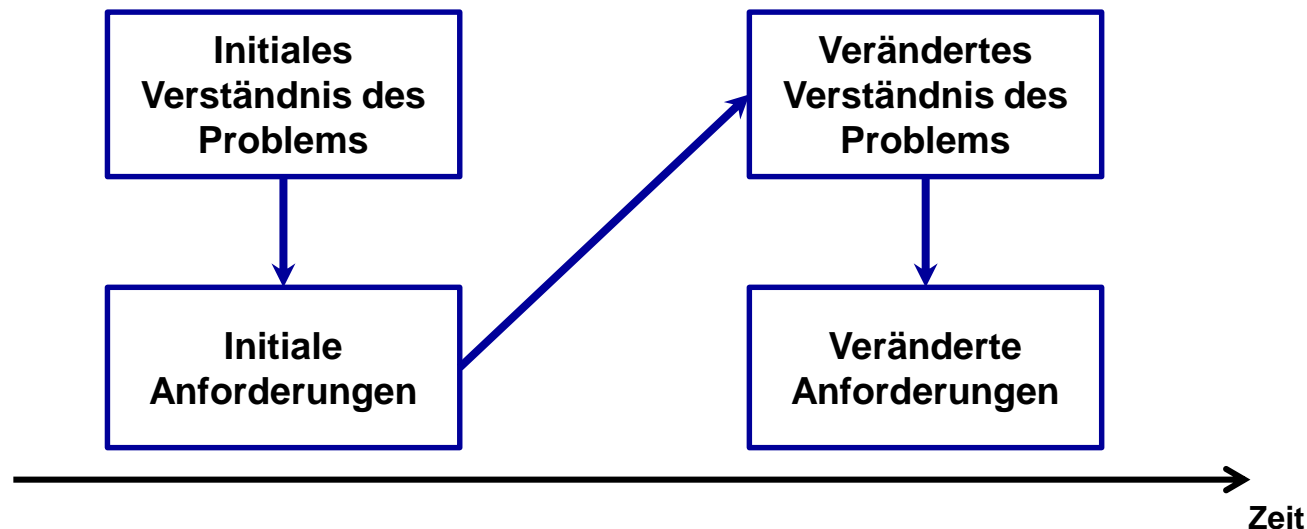 Initiales
Verständnis des
Problems
Verändertes
Verständnis des
Problems
Initiale
Anforderungen
Veränderte
Anforderungen
Zeit